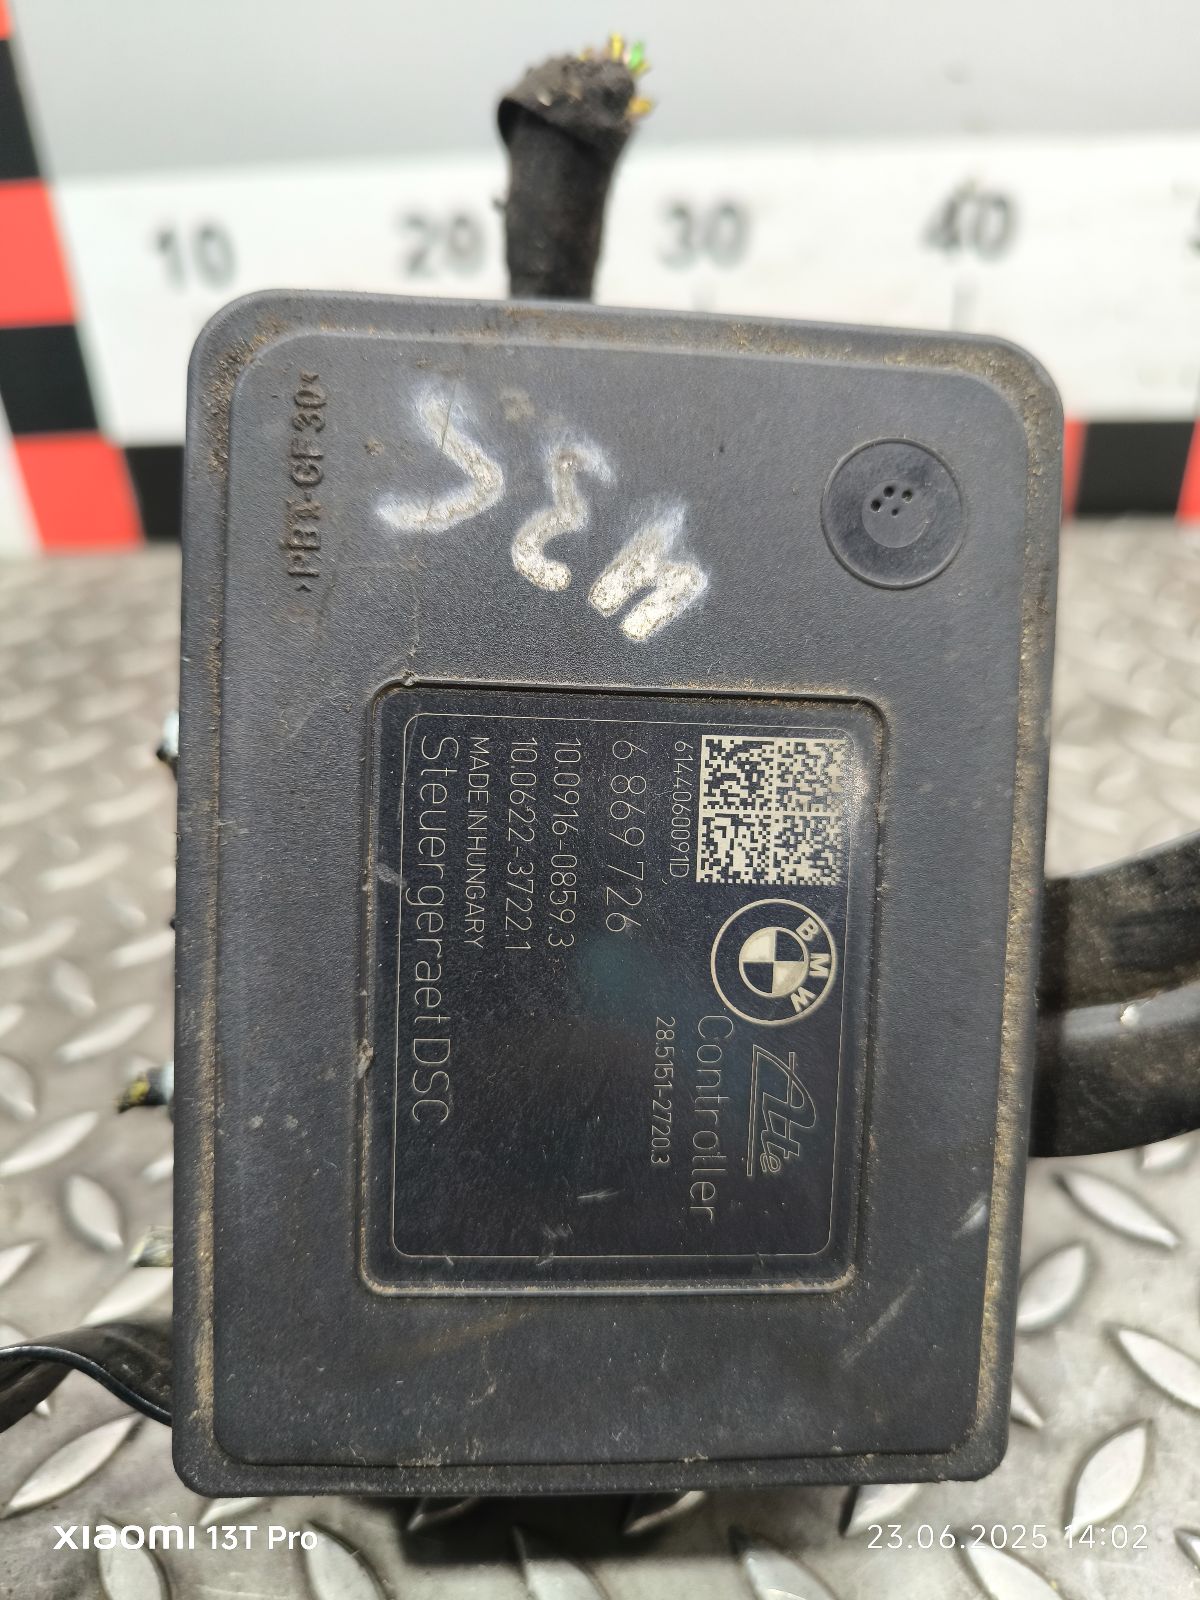 10 20 30 40
>PBT-GF30<
6144060091D
6 869 726
10.0916-0859.3
10.0622-3722.1
MADE IN HUNGARY
Steuergeraet DSC
BMW
Ate
Controller
28.5151-2720.3
XIAOMI 13T Pro
23.06.2025 14:02